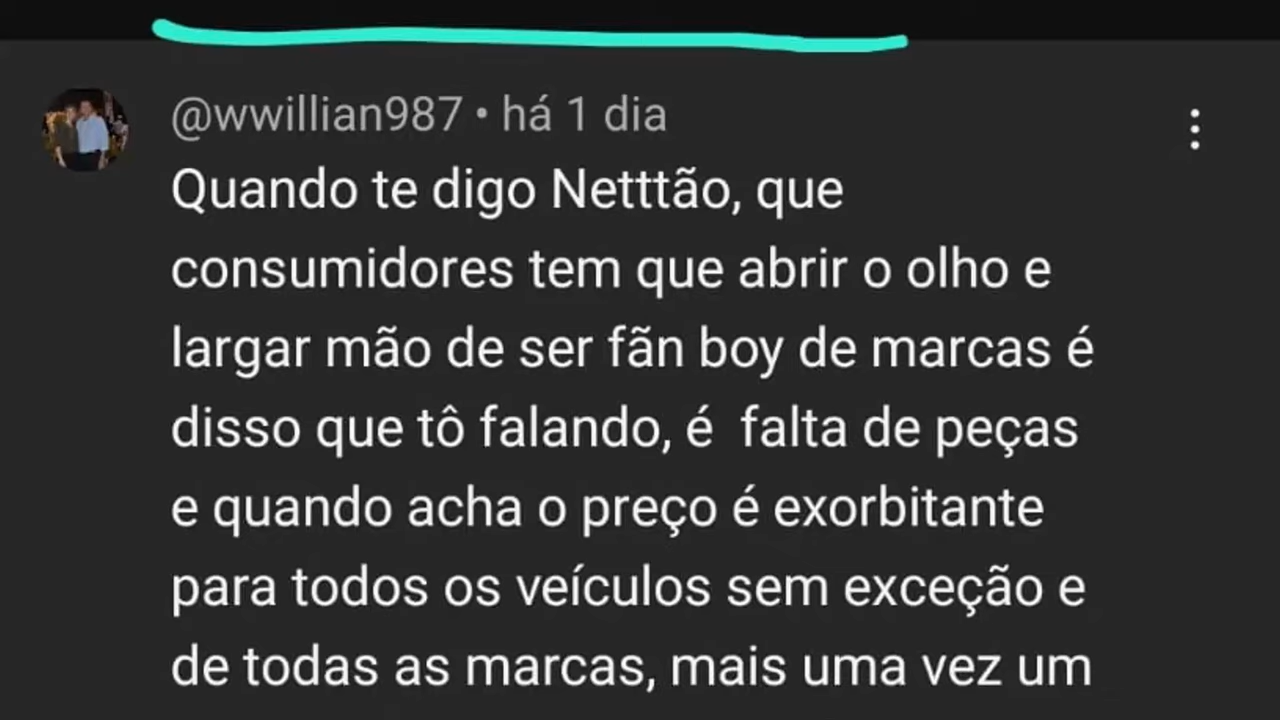 @wwillian987 • há 1 dia
Quando te digo Netttão, que
consumidores tem que abrir o olho e
largar mão de ser fãn boy de marcas é
disso que tô falando, é  falta de peças
e quando acha o preço é exorbitante
para todos os veículos sem exceção e
de todas as marcas, mais uma vez um